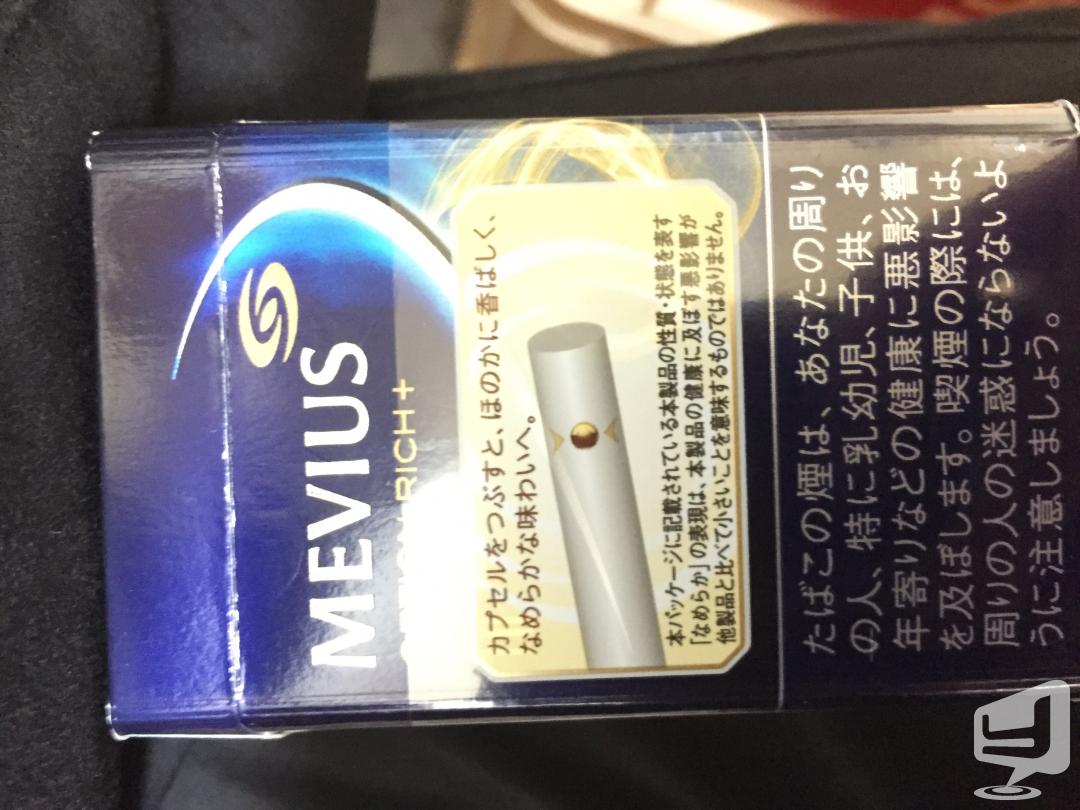 MEVIUS
RICH+
カプセルをつぶすと、ほのかに香ばしく、
なめらかな味わいへ。
本パッケージに記載されている本製品の性質・状態を表す
「なめらか」の表現は、本製品の健康に及ぼす悪影響が
他製品と比べて小さいことを意味するものではありません。
たばこの煙は、あなたの周り
の人、特に乳幼児、子供、お
年寄りなどの健康に悪影響
を及ぼします。喫煙の際には、
周りの人の迷惑にならないよ
うに注意しましょう。